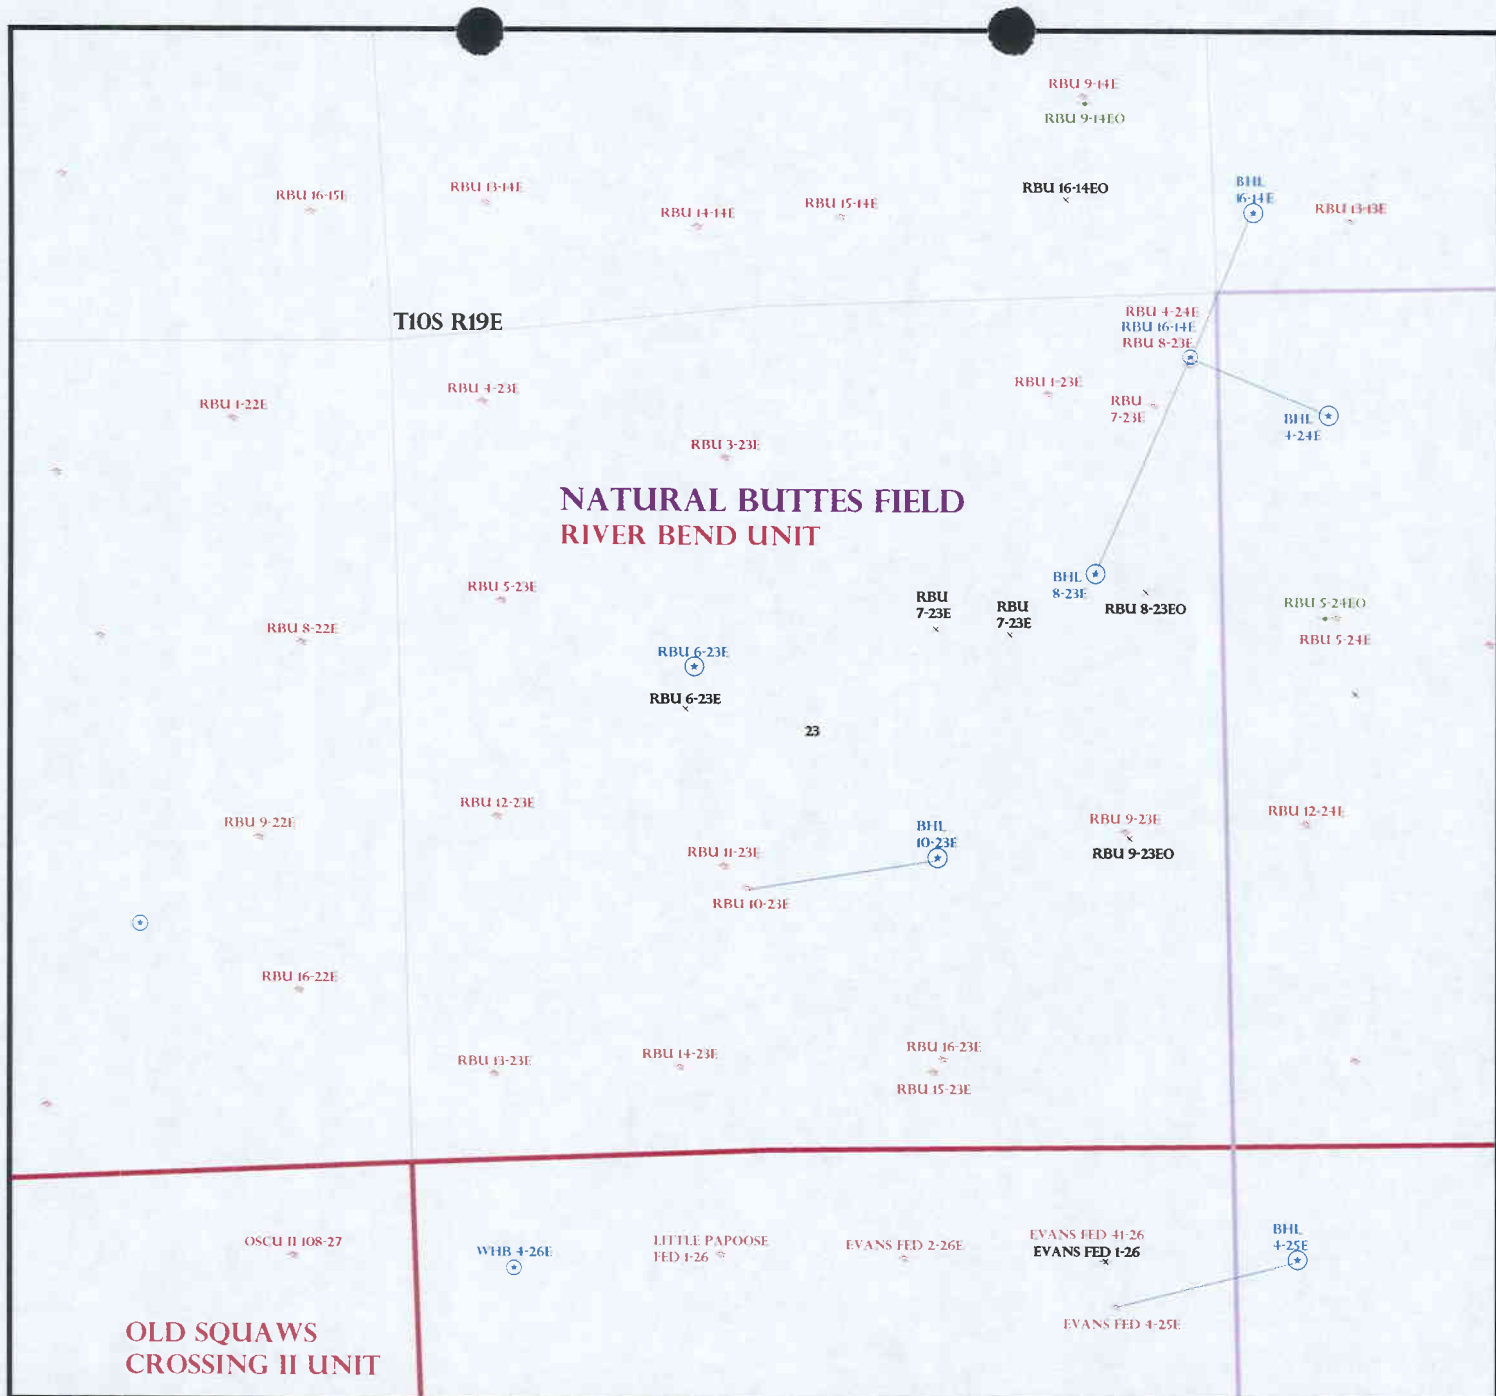 RBU 9-14E
RBU 9-14EO
RBU 16-15E
RBU 13-14E
RBU 14-14E
RBU 15-14E
RBU 16-14EO
BHL
16-14E
RBU 13-13E
T10S R19E
RBU 4-24E
RBU 16-14E
RBU 8-23E
RBU 1-22E
RBU 4-23E
RBU 3-23E
RBU 1-23E
RBU
7-23E
BHL
4-24E
NATURAL BUTTES FIELD
RIVER BEND UNIT
RBU 5-23E
RBU 8-22E
RBU 6-23E
RBU 6-23E
RBU
7-23E
RBU
7-23E
BHL
8-23E
RBU 8-23EO
RBU 5-24EO
RBU 5-24E
23
RBU 9-22E
RBU 12-23E
RBU 11-23E
RBU 10-23E
BHL
10-23E
RBU 9-23E
RBU 9-23EO
RBU 12-24E
RBU 16-22E
RBU 13-23E
RBU 14-23E
RBU 16-23E
RBU 15-23E
OSCU II 108-27
WHB 4-26E
LITTLE PAPOOSE
FED 1-26
EVANS FED 2-26E
EVANS FED 41-26
EVANS FED 1-26
BHL
4-25E
EVANS FED 4-25E
OLD SQUAWS
CROSSING II UNIT